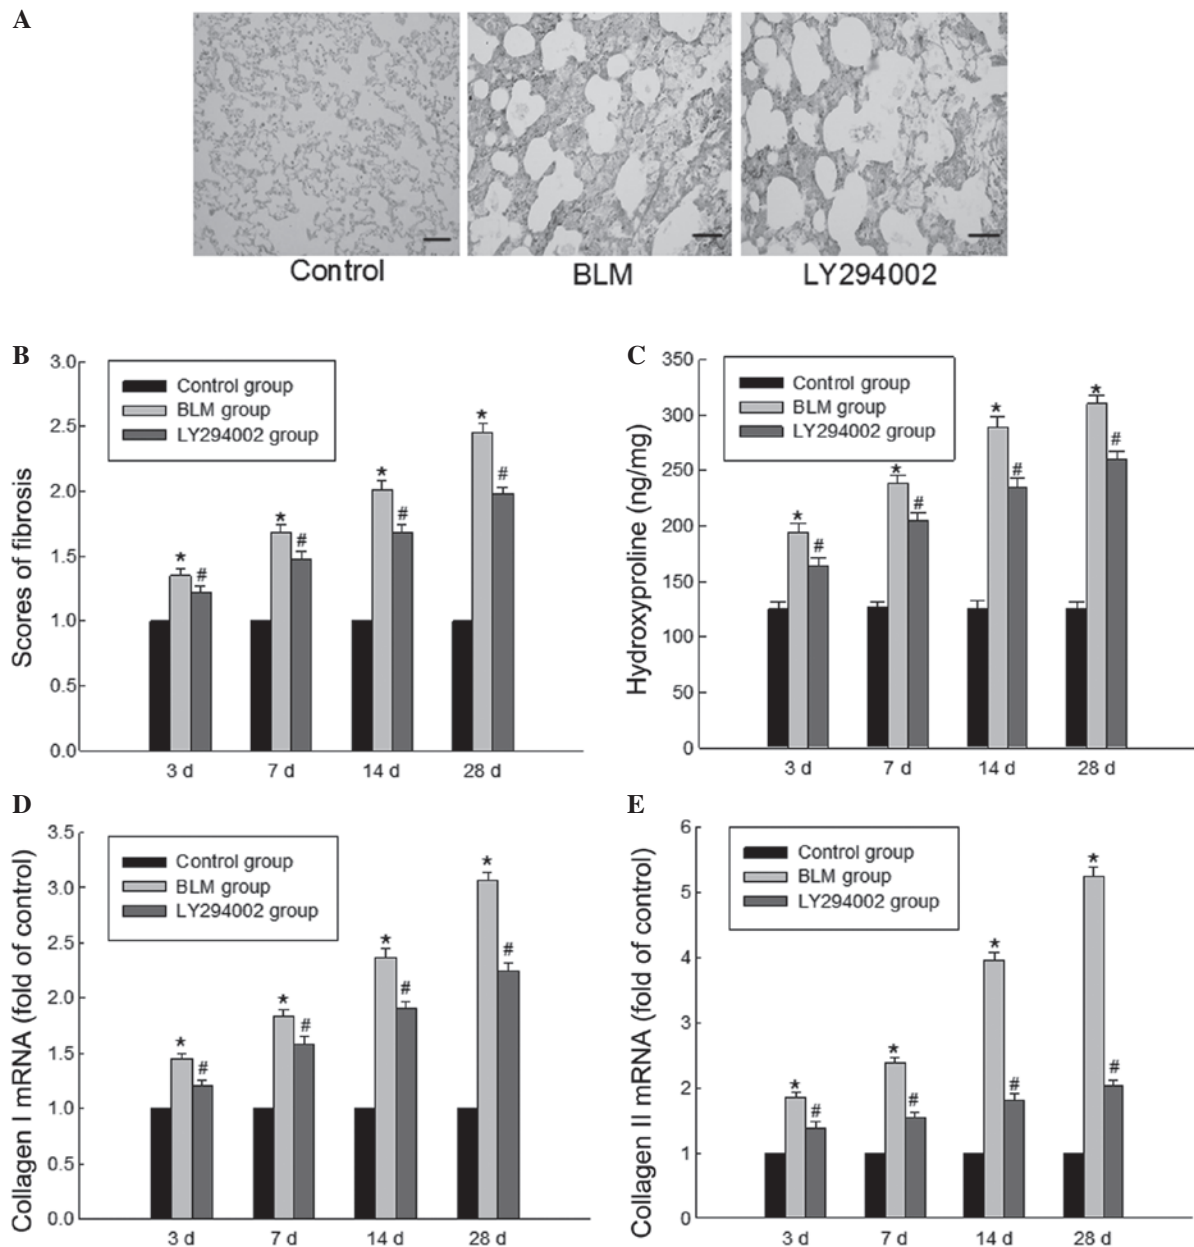 A
Control
BLM
LY294002
B
Scores of fibrosis
3.0
2.5
2.0
1.5
1.0
0.5
0.0
Control group
BLM group
LY294002 group
* # * # * # * #
3 d 7 d 14 d 28 d
C
Hydroxyproline (ng/mg)
350
300
250
200
150
100
50
0
Control group
BLM group
LY294002 group
* # * # * # * #
3 d 7 d 14 d 28 d
D
Collagen I mRNA (fold of control)
3.5
3.0
2.5
2.0
1.5
1.0
0.5
0.0
Control group
BLM group
LY294002 group
* # * # * # * #
3 d 7 d 14 d 28 d
E
Collagen II mRNA (fold of control)
6
5
4
3
2
1
0
Control group
BLM group
LY294002 group
* # * # * # * #
3 d 7 d 14 d 28 d